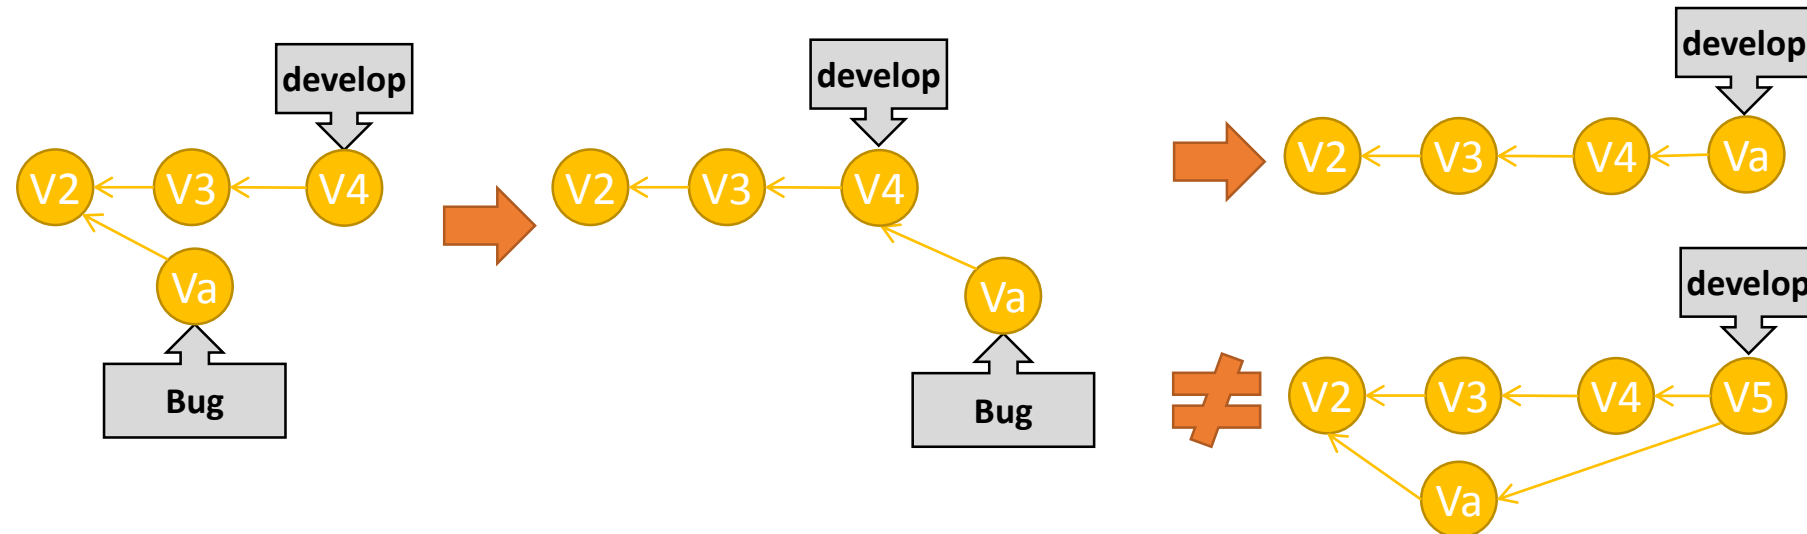 develop
V2 V3 V4
Va
Bug
develop
V2 V3 V4
Va
Bug
develop
V2 V3 V4 Va
develop
V2 V3 V4 V5
Va